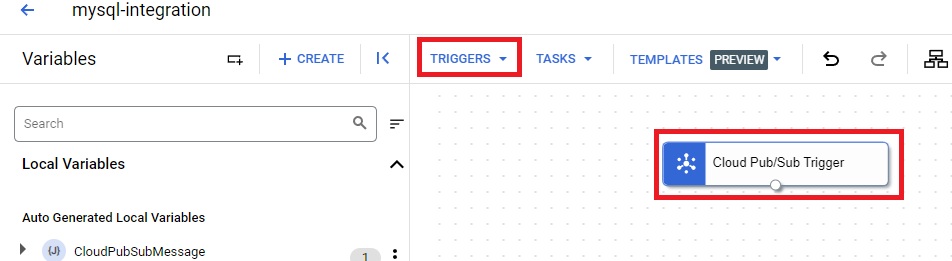 mysql-integration
Variables
+ CREATE
TRIGGERS
TASKS
TEMPLATES PREVIEW
Search
Cloud Pub/Sub Trigger
Local Variables
Auto Generated Local Variables
{J} CloudPubSubMessage 1